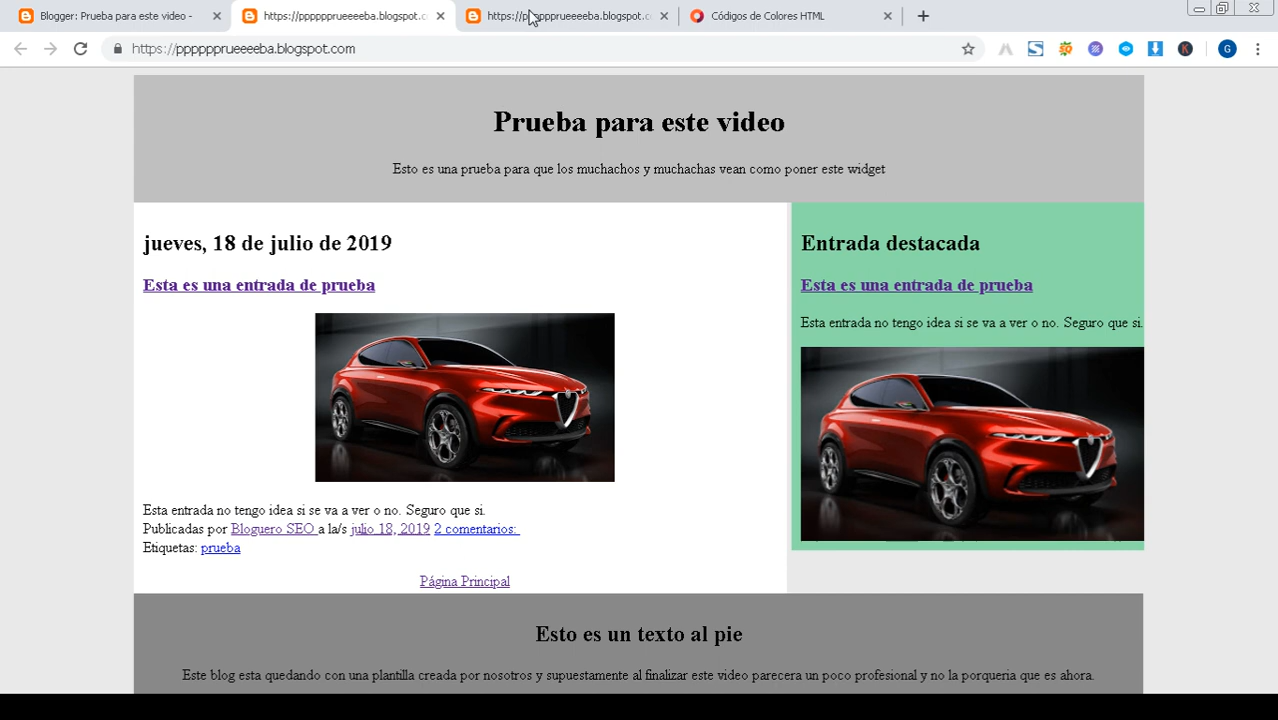 Blogger: Prueba para este video -
https://ppppppprueeeeba.blogspot.c
Códigos de Colores HTML
https://ppppppprueeeeba.blogspot.com
G
Prueba para este video
Esto es una prueba para que los muchachos y muchachas vean como poner este widget
jueves, 18 de julio de 2019
Esta es una entrada de prueba
Esta entrada no tengo idea si se va a ver o no. Seguro que si.
Publicadas por Bloguero SEO a la/s julio 18, 2019 2 comentarios:
Etiquetas: prueba
Página Principal
Entrada destacada
Esta es una entrada de prueba
Esta entrada no tengo idea si se va a ver o no. Seguro que si.
Esto es un texto al pie
Este blog esta quedando con una plantilla creada por nosotros y supuestamente al finalizar este video parecera un poco profesional y no la porqueria que es ahora.